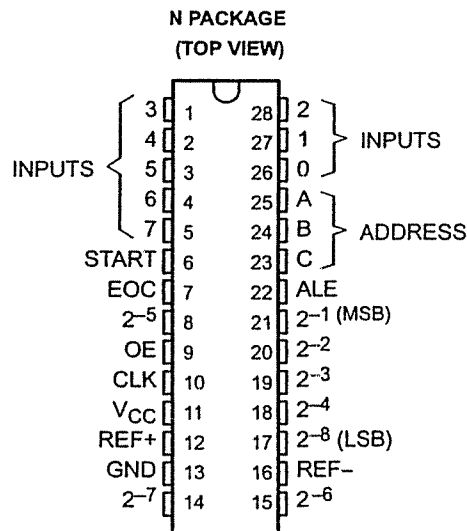 N PACKAGE
(TOP VIEW)
3 1 28 2
4 2 27 1
INPUTS 5 3 26 0 INPUTS
6 4 25 A
7 5 24 B ADDRESS
START 6 23 C
EOC 7 22 ALE
2–5 8 21 2–1 (MSB)
OE 9 20 2–2
CLK 10 19 2–3
VCC 11 18 2–4
REF+ 12 17 2–8 (LSB)
GND 13 16 REF–
2–7 14 15 2–6